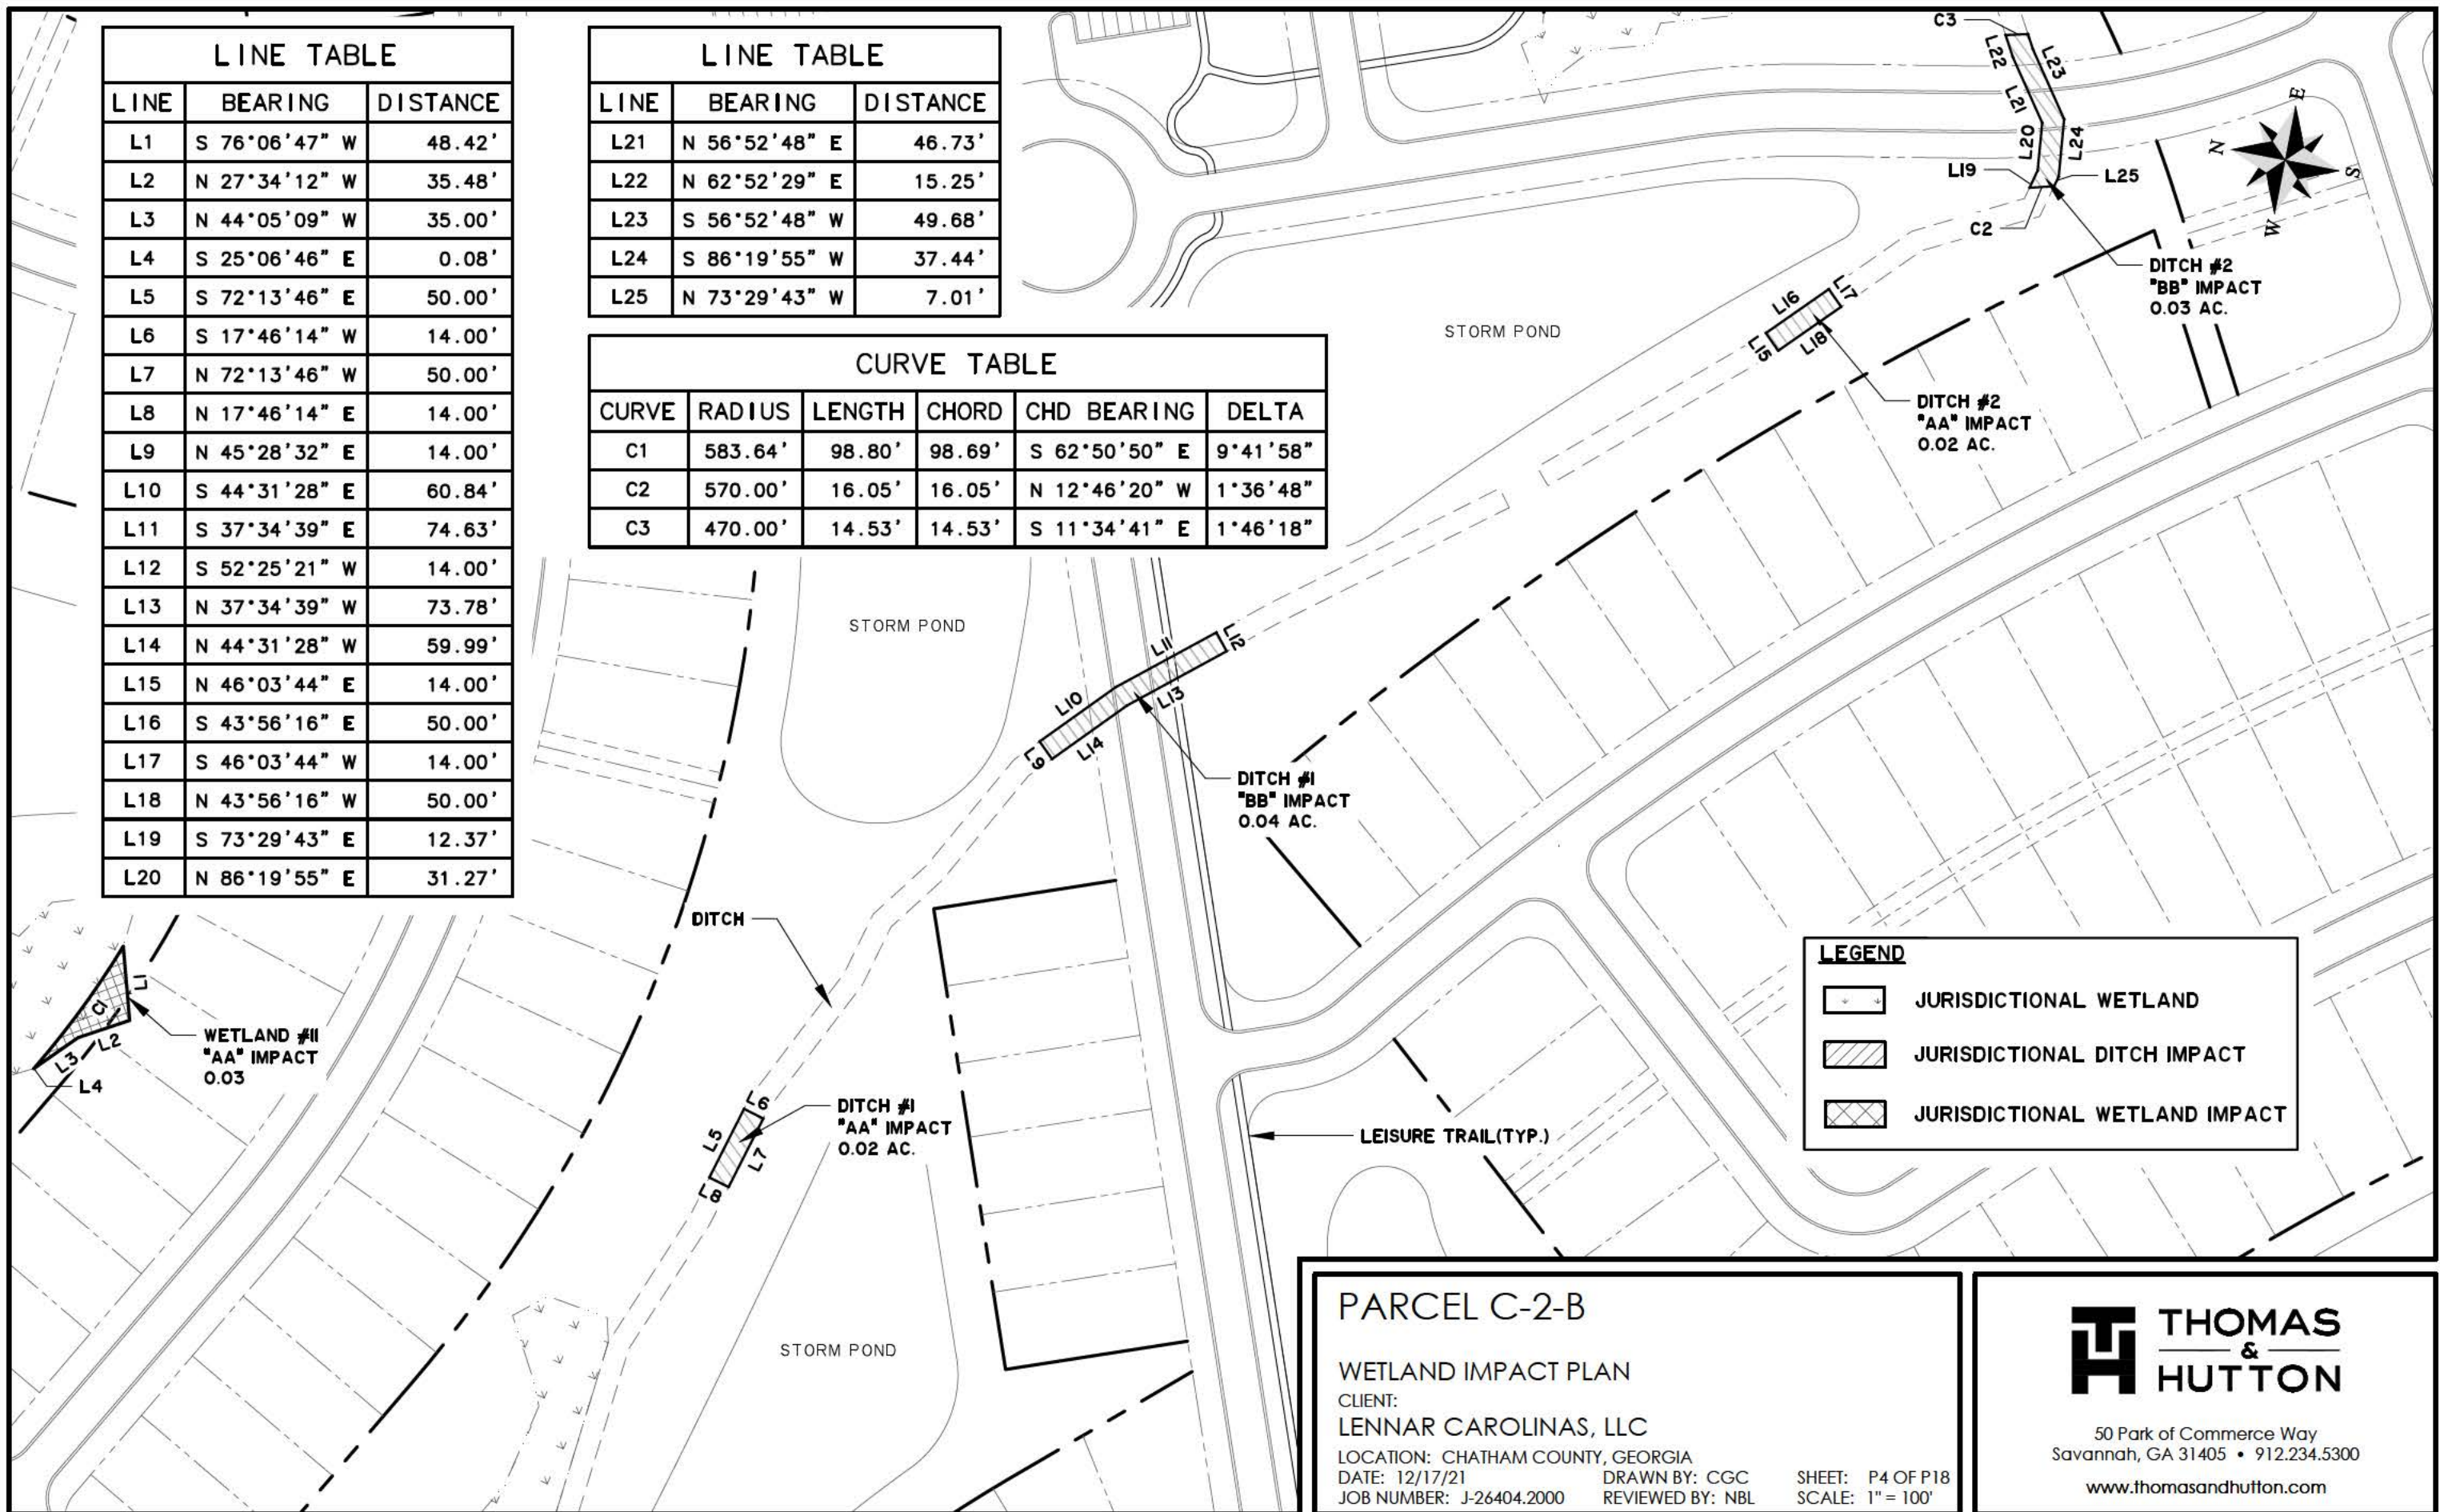 LINE TABLE
LINE BEARING DISTANCE
L1 S 76°06'47" W 48.42'
L2 N 27°34'12" W 35.48'
L3 N 44°05'09" W 35.00'
L4 S 25°06'46" E 0.08'
L5 S 72°13'46" E 50.00'
L6 S 17°46'14" W 14.00'
L7 N 72°13'46" W 50.00'
L8 N 17°46'14" E 14.00'
L9 N 45°28'32" E 14.00'
L10 S 44°31'28" E 60.84'
L11 S 37°34'39" E 74.63'
L12 S 52°25'21" W 14.00'
L13 N 37°34'39" W 73.78'
L14 N 44°31'28" W 59.99'
L15 N 46°03'44" E 14.00'
L16 S 43°56'16" E 50.00'
L17 S 46°03'44" W 14.00'
L18 N 43°56'16" W 50.00'
L19 S 73°29'43" E 12.37'
L20 N 86°19'55" E 31.27'
LINE TABLE
LINE BEARING DISTANCE
L21 N 56°52'48" E 46.73'
L22 N 62°52'29" E 15.25'
L23 S 56°52'48" W 49.68'
L24 S 86°19'55" W 37.44'
L25 N 73°29'43" W 7.01'
CURVE TABLE
CURVE RADIUS LENGTH CHORD CHD BEARING DELTA
C1 583.64' 98.80' 98.69' S 62°50'50" E 9°41'58"
C2 570.00' 16.05' 16.05' N 12°46'20" W 1°36'48"
C3 470.00' 14.53' 14.53' S 11°34'41" E 1°46'18"
C3
L22
L23
L21
L20
L24
L19
L25
C2
N
E
S
W
DITCH #2
"BB" IMPACT
0.03 AC.
STORM POND
L16
L17
L15
L18
DITCH #2
"AA" IMPACT
0.02 AC.
STORM POND
L11
L12
L10
L13
L9
L14
DITCH #1
"BB" IMPACT
0.04 AC.
DITCH
L1
C1
L2
L3
L4
WETLAND #11
"AA" IMPACT
0.03
L6
L5
L7
L8
DITCH #1
"AA" IMPACT
0.02 AC.
LEISURE TRAIL(TYP.)
STORM POND
LEGEND
JURISDICTIONAL WETLAND
JURISDICTIONAL DITCH IMPACT
JURISDICTIONAL WETLAND IMPACT
PARCEL C-2-B
WETLAND IMPACT PLAN
CLIENT:
LENNAR CAROLINAS, LLC
LOCATION: CHATHAM COUNTY, GEORGIA
DATE: 12/17/21 DRAWN BY: CGC SHEET: P4 OF P18
JOB NUMBER: J-26404.2000 REVIEWED BY: NBL SCALE: 1" = 100'
THOMAS
&
HUTTON
50 Park of Commerce Way
Savannah, GA 31405 • 912.234.5300
www.thomasandhutton.com